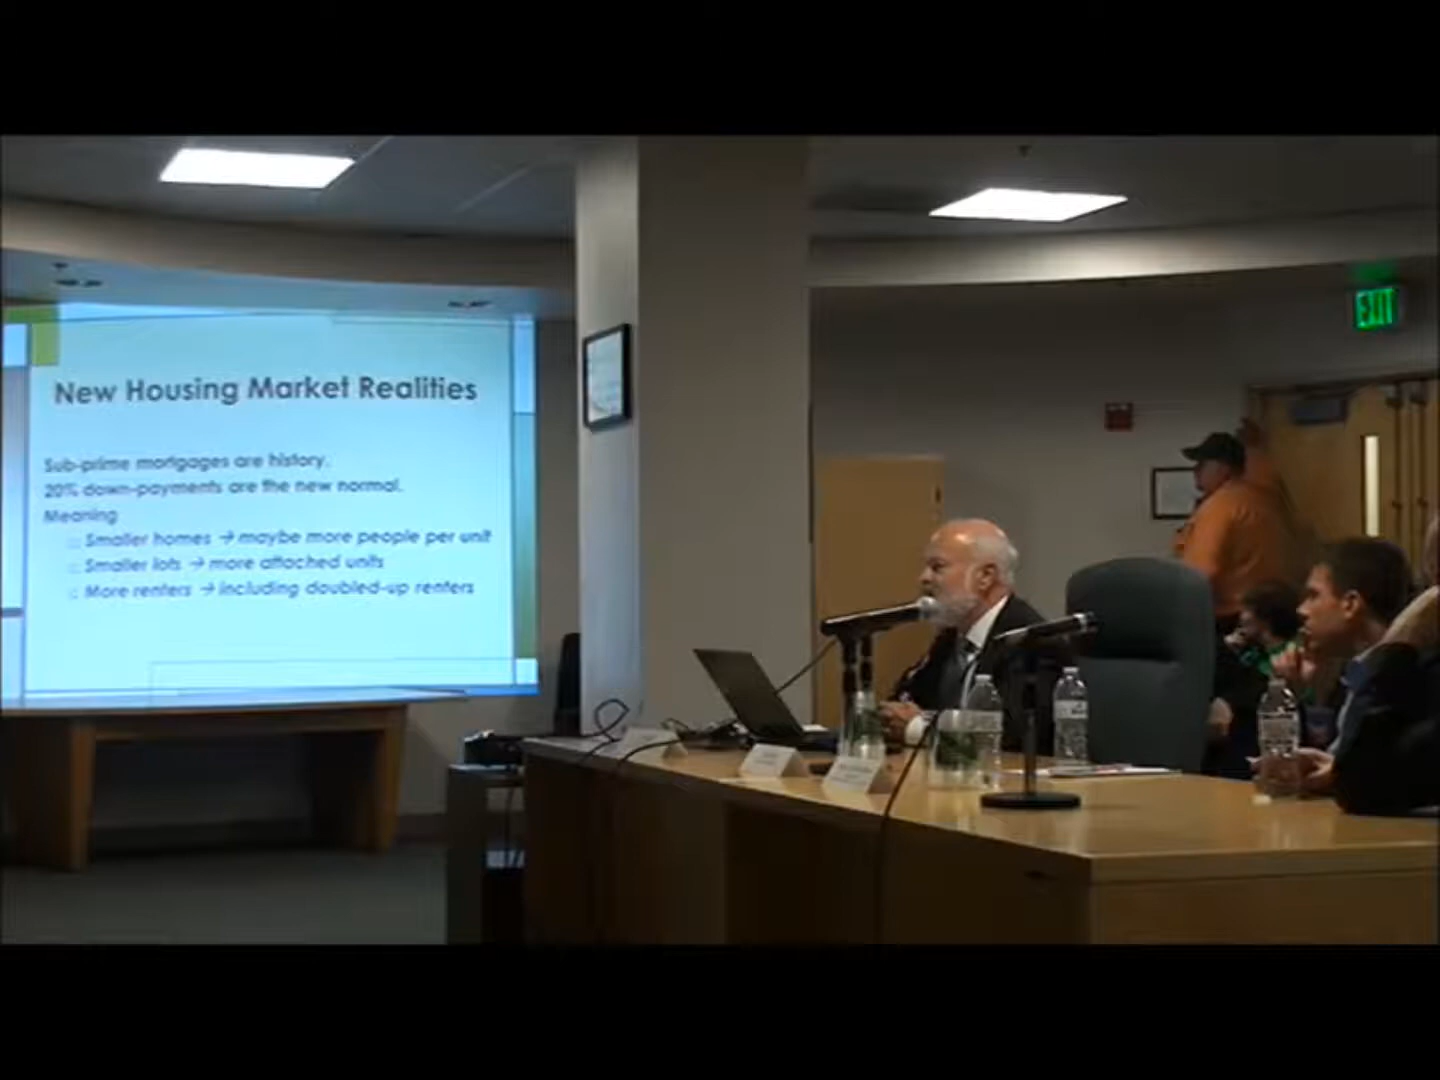 New Housing Market Realities
Sub-prime mortgages are history.
20% down-payments are the new normal.
Meaning
Smaller homes → maybe more people per unit
Smaller lots → more attached units
More renters → including doubled-up renters
EXIT